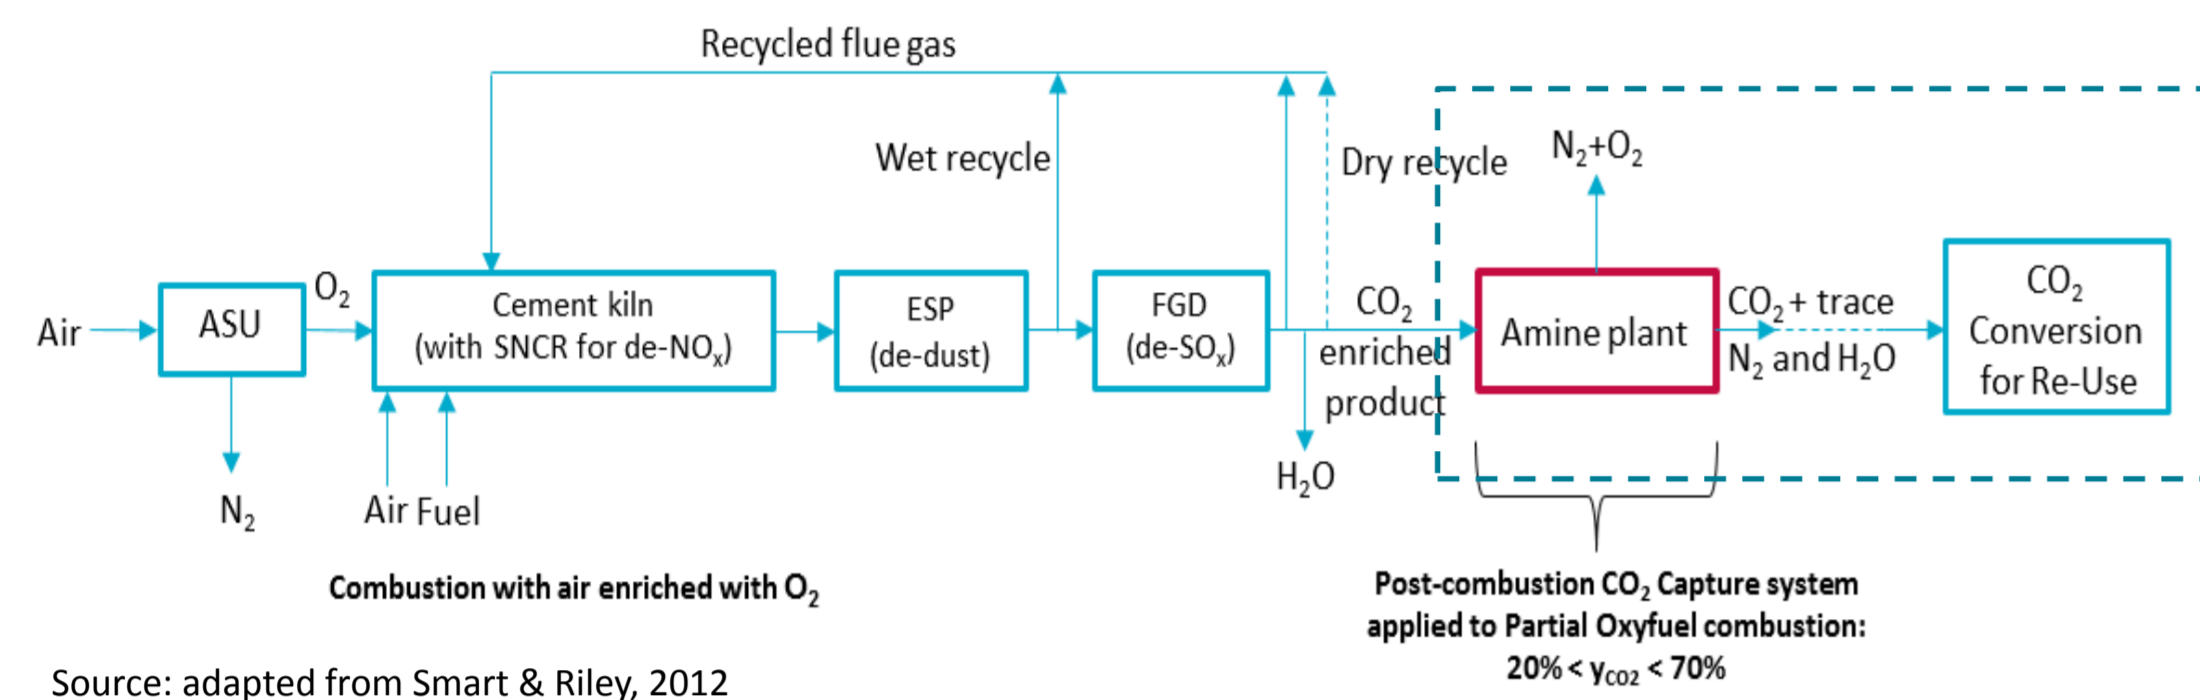 Recycled flue gas
Wet recycle
Dry recycle
N₂+O₂
Air
ASU
O₂
Cement kiln
(with SNCR for de-NOₓ)
ESP
(de-dust)
FGD
(de-SOₓ)
CO₂
enriched
product
Amine plant
CO₂ + trace
N₂ and H₂O
CO₂
Conversion
for Re-Use
N₂
Air Fuel
H₂O
Combustion with air enriched with O₂
Post-combustion CO₂ Capture system
applied to Partial Oxyfuel combustion:
20% < y_CO2 < 70%
Source: adapted from Smart & Riley, 2012